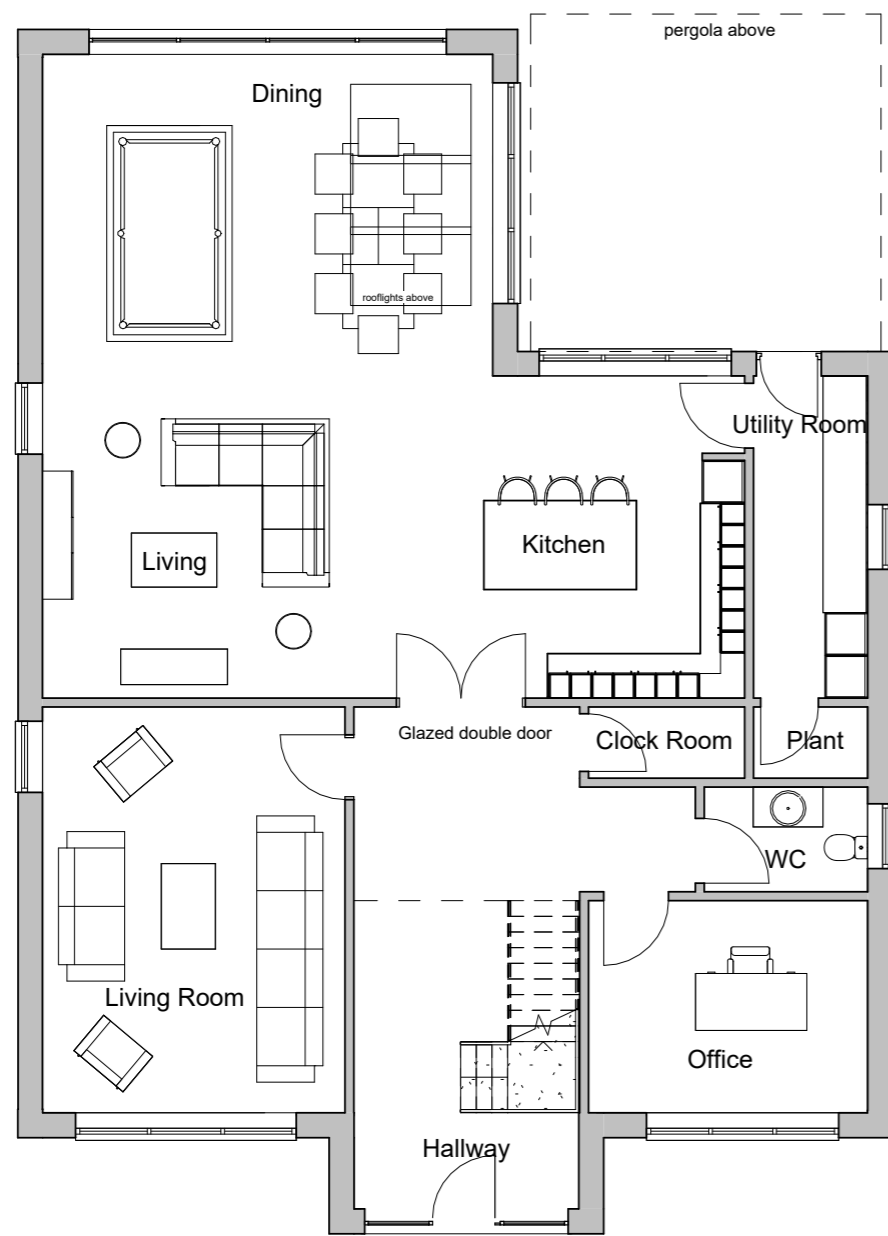 pergola above
Dining
rooflights above
Utility Room
Kitchen
Living
Glazed double door
Clock Room
Plant
WC
Living Room
Office
Hallway